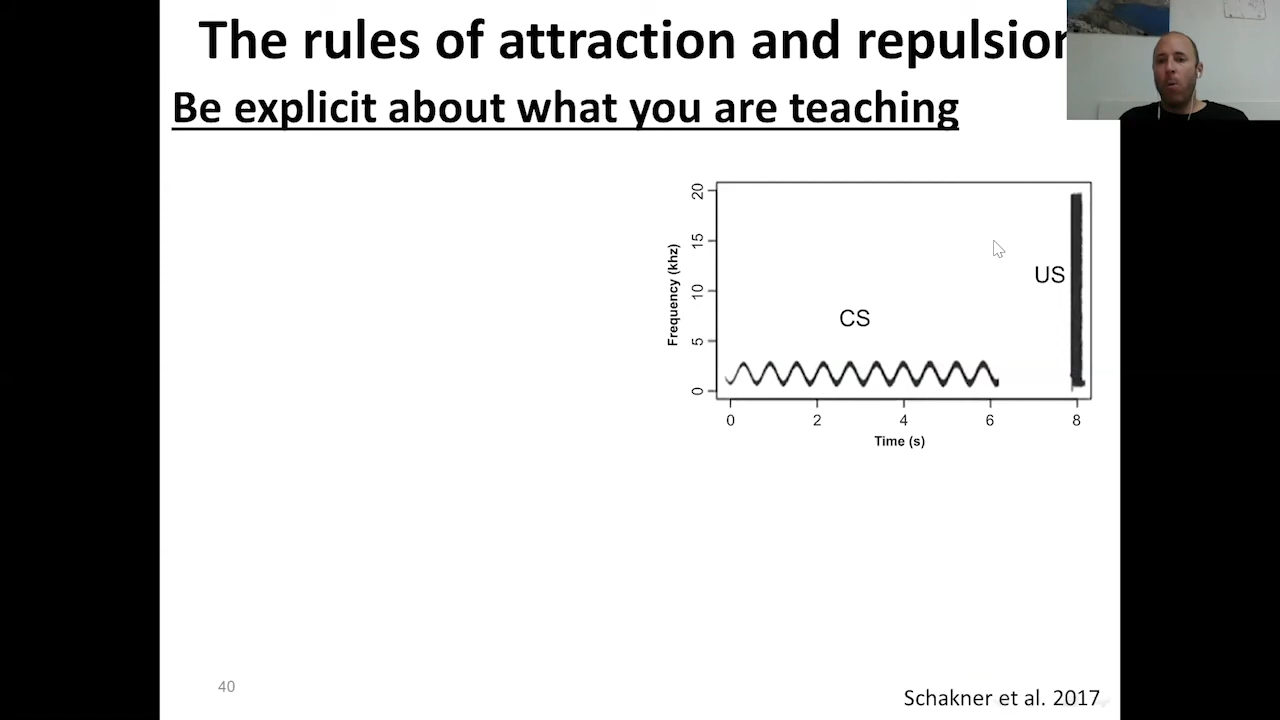 The rules of attraction and repulsion
Be explicit about what you are teaching
20
15
10
5
0
Frequency (khz)
CS
US
0 2 4 6 8
Time (s)
40
Schakner et al. 2017